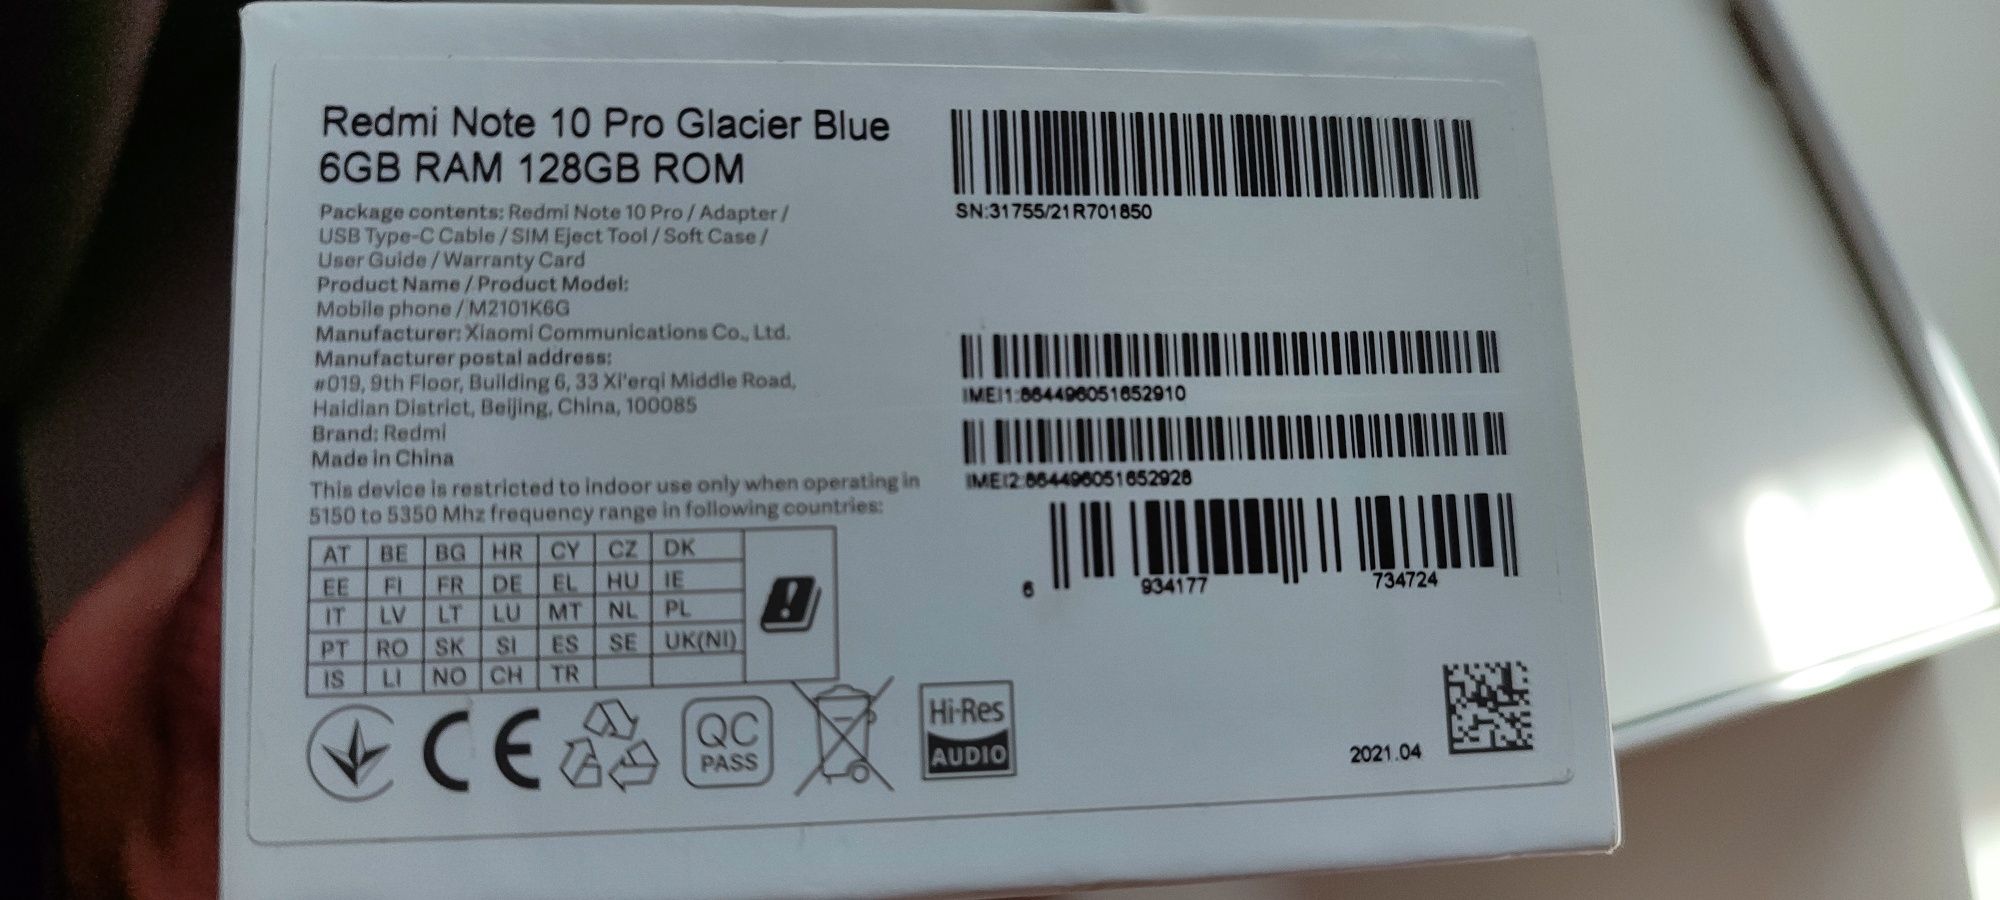 Redmi Note 10 Pro Glacier Blue
6GB RAM 128GB ROM
Package contents: Redmi Note 10 Pro / Adapter /
USB Type-C Cable / SIM Eject Tool / Soft Case /
User Guide / Warranty Card
Product Name / Product Model:
Mobile phone / M2101K6G
Manufacturer: Xiaomi Communications Co., Ltd.
Manufacturer postal address:
#019, 9th Floor, Building 6, 33 Xi'erqi Middle Road,
Haidian District, Beijing, China, 100085
Brand: Redmi
Made in China
This device is restricted to indoor use only when operating in
5150 to 5350 Mhz frequency range in following countries:
AT BE BG HR CY CZ DK
EE FI FR DE EL HU IE
IT LV LT LU MT NL PL
PT RO SK SI ES SE UK(NI)
IS LI NO CH TR
CE
QC
PASS
Hi-Res
AUDIO
SN:31755/21R701850
IMEI1:864496051652910
IMEI2:864496051652928
6 934177 734724
2021.04